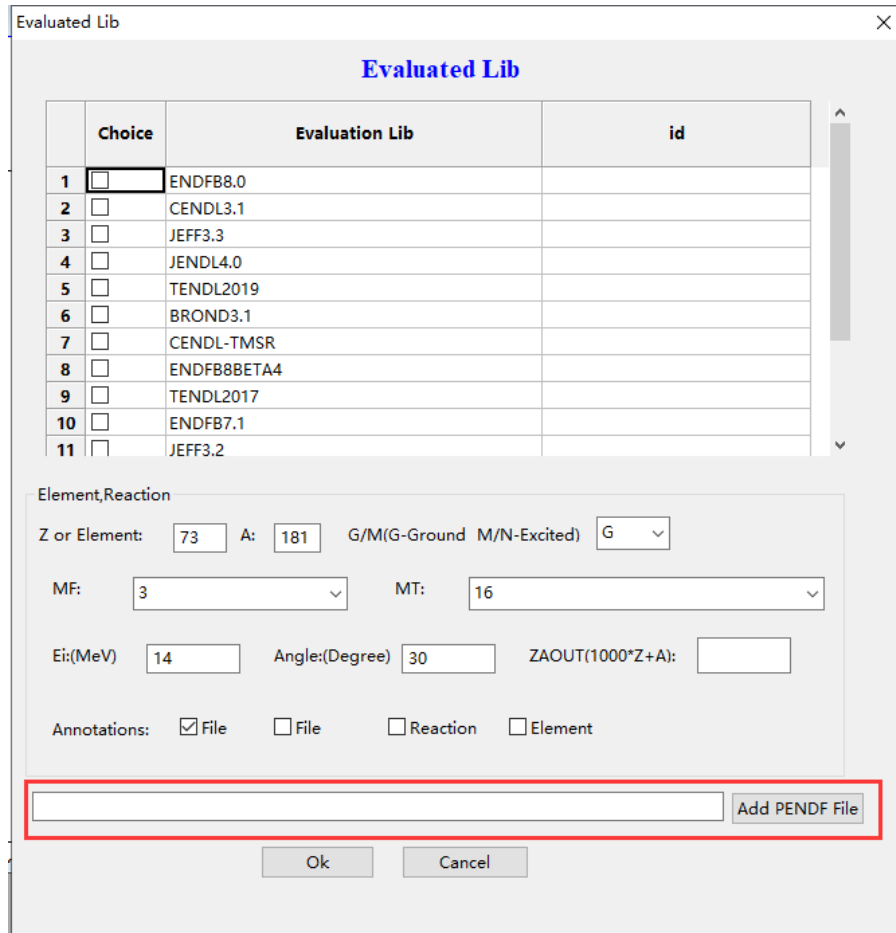 Evaluated Lib
Evaluated Lib
Choice Evaluation Lib id
1 ENDFB8.0
2 CENDL3.1
3 JEFF3.3
4 JENDL4.0
5 TENDL2019
6 BROND3.1
7 CENDL-TMSR
8 ENDFB8BETA4
9 TENDL2017
10 ENDFB7.1
11 JEFF3.2
Element,Reaction
Z or Element: 73 A: 181 G/M(G-Ground M/N-Excited) G
MF: 3 MT: 16
Ei:(MeV) 14 Angle:(Degree) 30 ZAOUT(1000*Z+A):
Annotations: File File Reaction Element
Add PENDF File
Ok Cancel